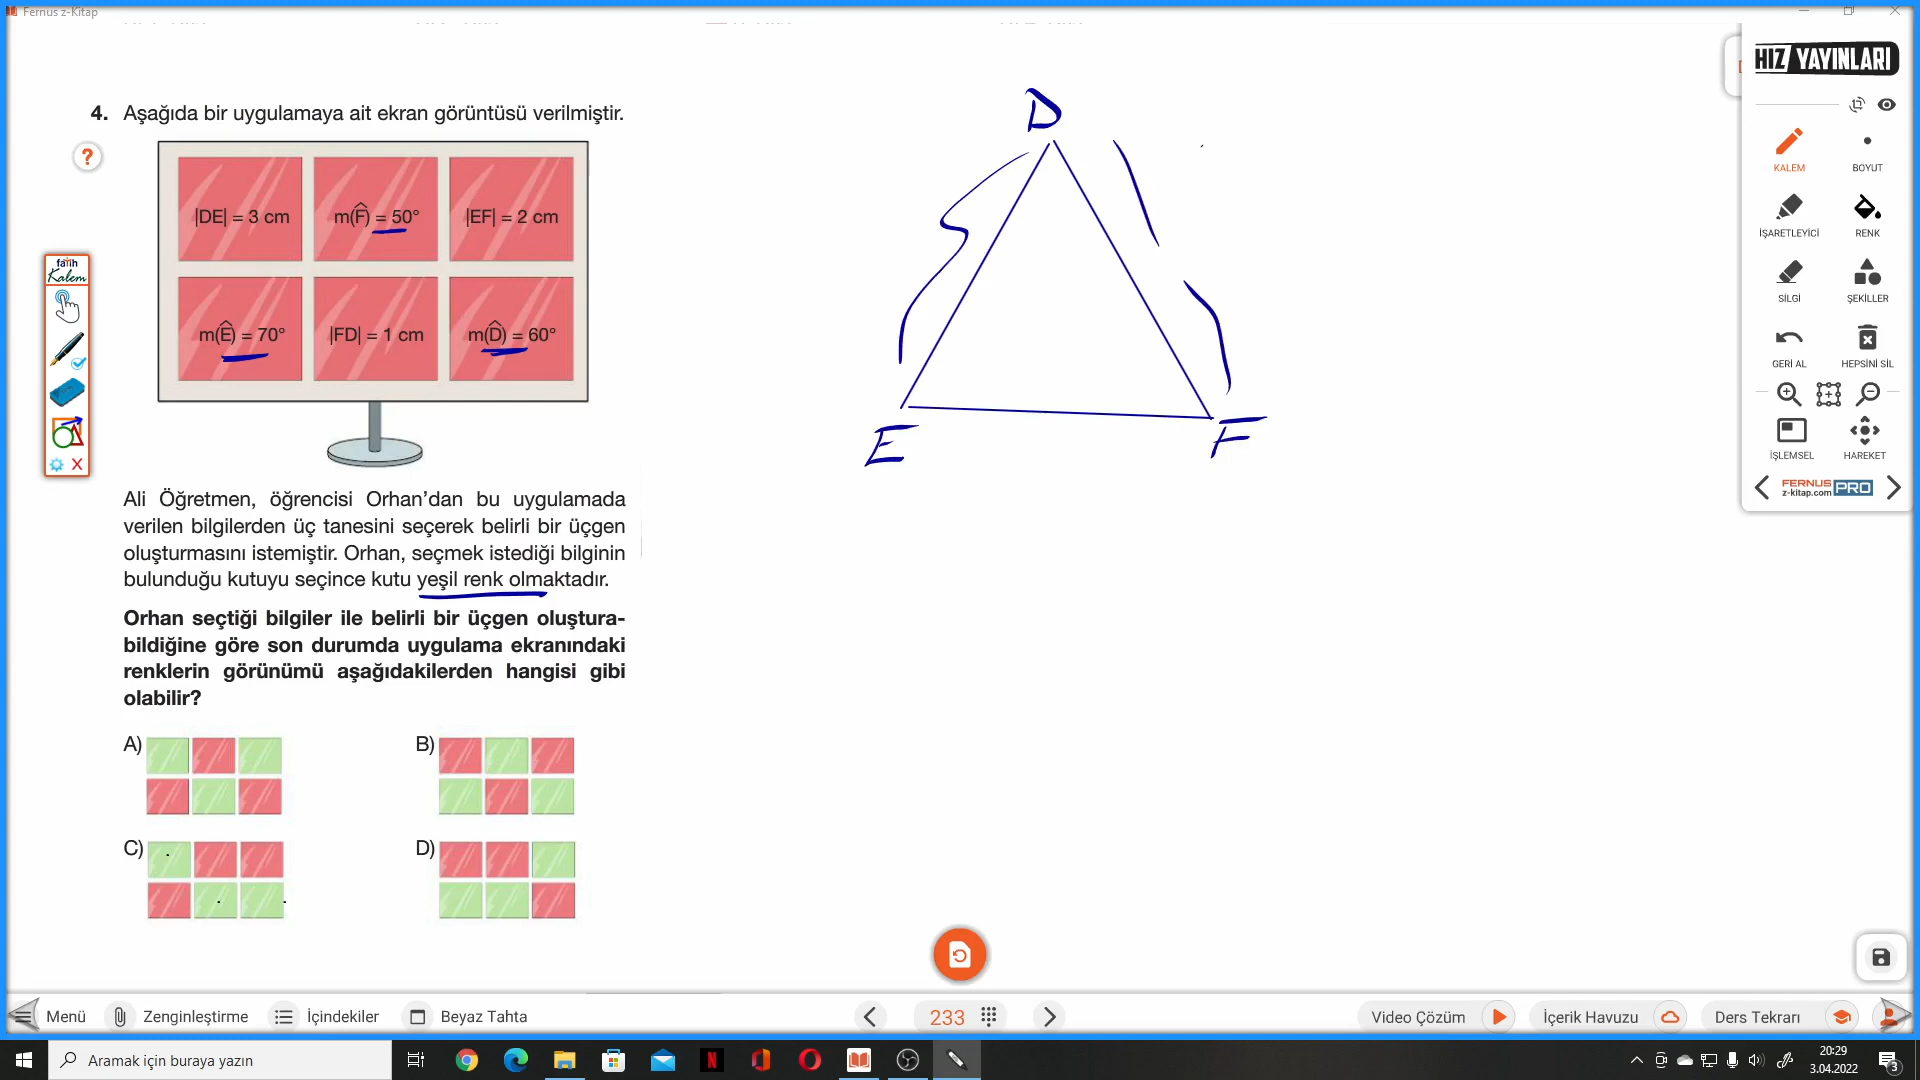 Fernus z-Kitap
HIZ YAYINLARI
4. Aşağıda bir uygulamaya ait ekran görüntüsü verilmiştir.
?
|DE| = 3 cm
m(F̂) = 50°
|EF| = 2 cm
m(Ê) = 70°
|FD| = 1 cm
m(D̂) = 60°
Ali Öğretmen, öğrencisi Orhan'dan bu uygulamada
verilen bilgilerden üç tanesini seçerek belirli bir üçgen
oluşturmasını istemiştir. Orhan, seçmek istediği bilginin
bulunduğu kutuyu seçince kutu yeşil renk olmaktadır.
Orhan seçtiği bilgiler ile belirli bir üçgen oluştura-
bildiğine göre son durumda uygulama ekranındaki
renklerin görünümü aşağıdakilerden hangisi gibi
olabilir?
A)
B)
C)
D)
D
E
F
fatih
Kalem
X
KALEM
BOYUT
İŞARETLEYİCİ
RENK
SİLGİ
ŞEKİLLER
GERİ AL
HEPSİNİ SİL
İŞLEMSEL
HAREKET
FERNUS
z-kitap.com PRO
Menü
Zenginleştirme
İçindekiler
Beyaz Tahta
233
Video Çözüm
İçerik Havuzu
Ders Tekrarı
Aramak için buraya yazın
20:29
3.04.2022
3